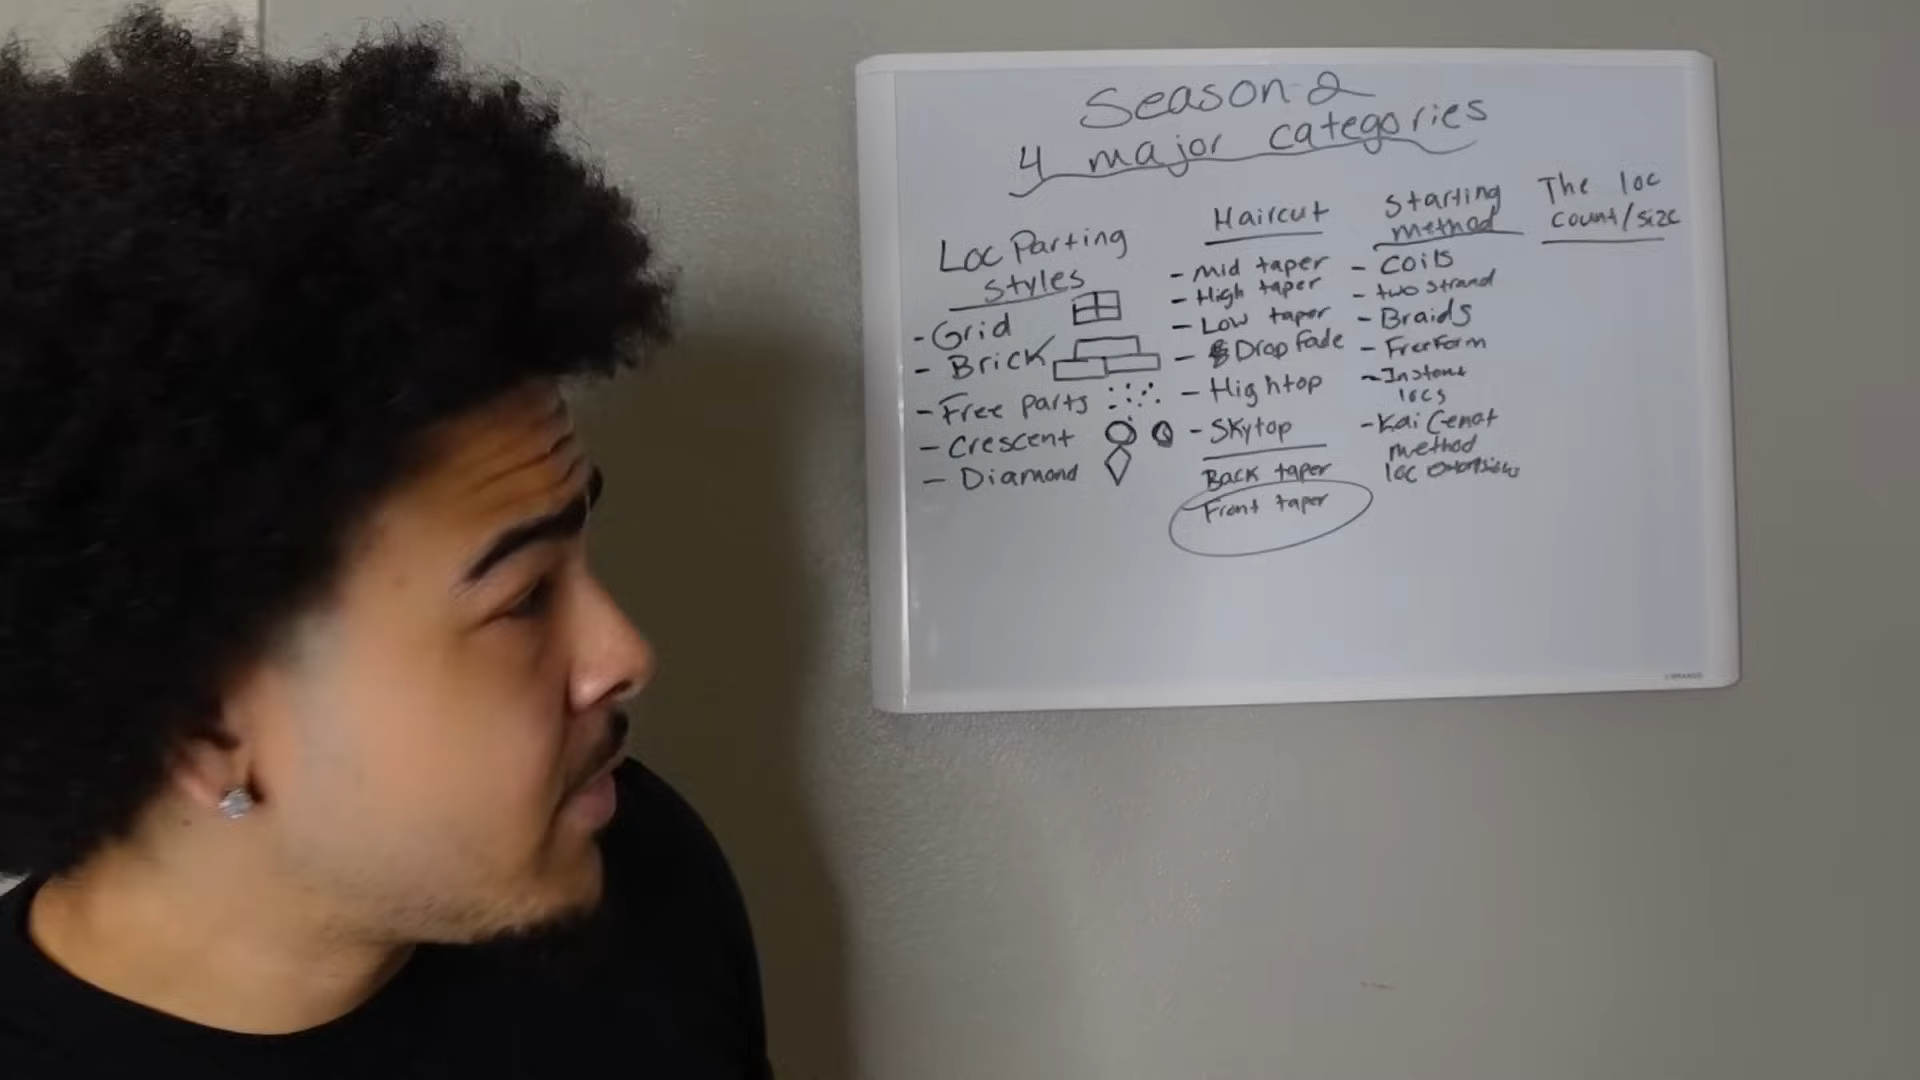 Season 2
4 major categories
Loc Parting
styles
- Grid
- Brick
- Free parts
- Crescent
- Diamond
Haircut
- Mid taper
- High taper
- Low taper
- Drop fade
- Hightop
- Skytop
Back taper
Front taper
Starting
method
- Coils
- two strand
- Braids
- Freeform
- Instant
locs
- Kai Cenat
method
loc
The loc
count/size